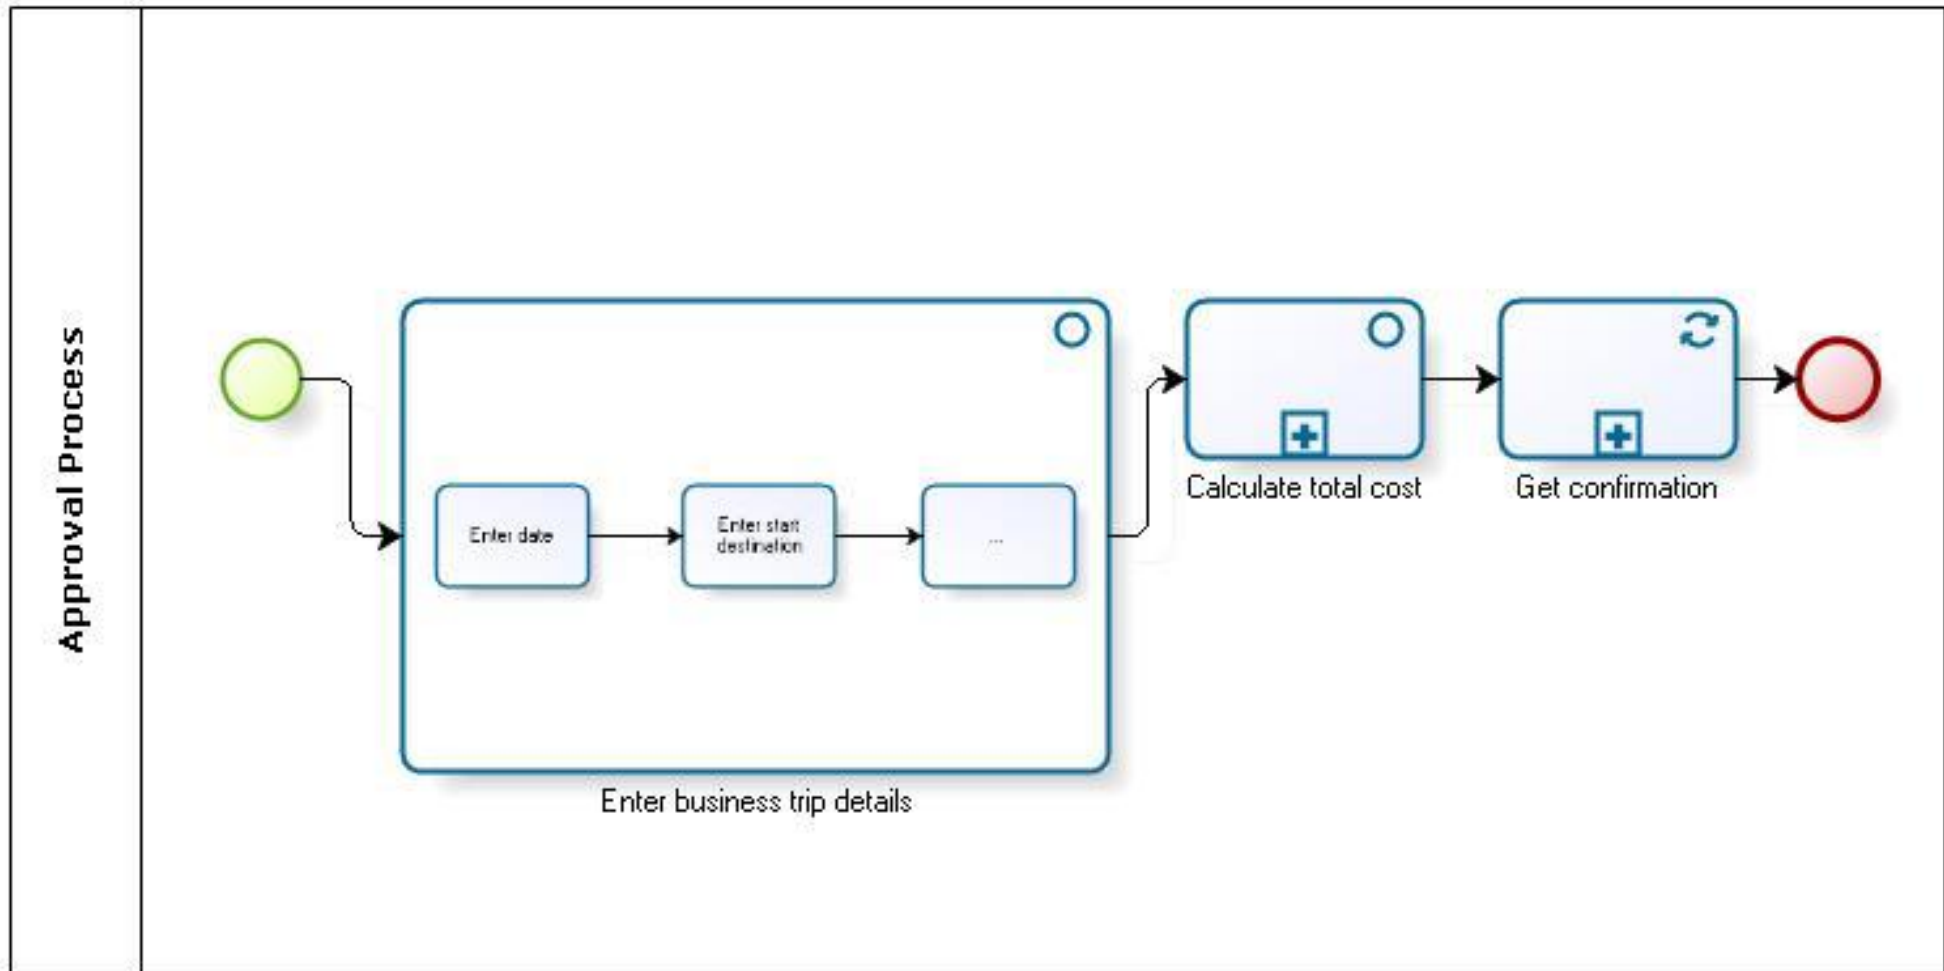 Approval Process
Enter date
Enter start
destination
...
Enter business trip details
Calculate total cost
Get confirmation